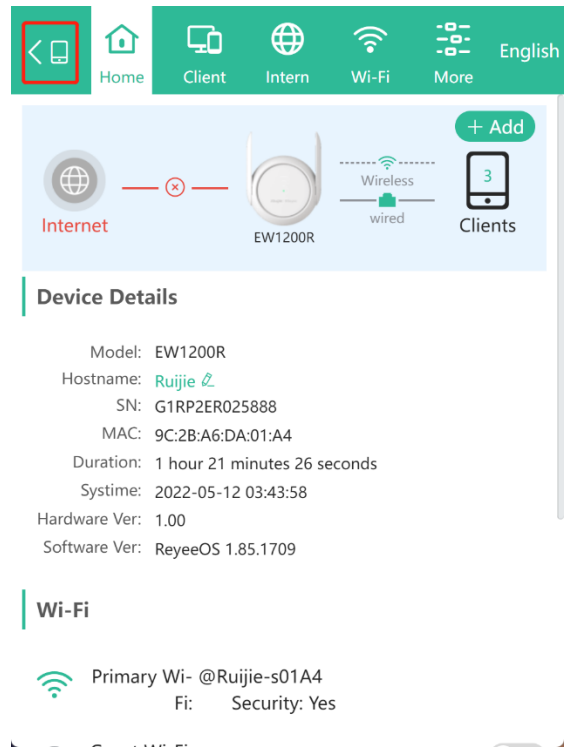 Home
Client
Intern
Wi-Fi
More
English
+ Add
Internet
Wireless
wired
3
Clients
EW1200R
Device Details
Model: EW1200R
Hostname: Ruijie
SN: G1RP2ER025888
MAC: 9C:2B:A6:DA:01:A4
Duration: 1 hour 21 minutes 26 seconds
Systime: 2022-05-12 03:43:58
Hardware Ver: 1.00
Software Ver: ReyeeOS 1.85.1709
Wi-Fi
Primary Wi- @Ruijie-s01A4
Fi: Security: Yes